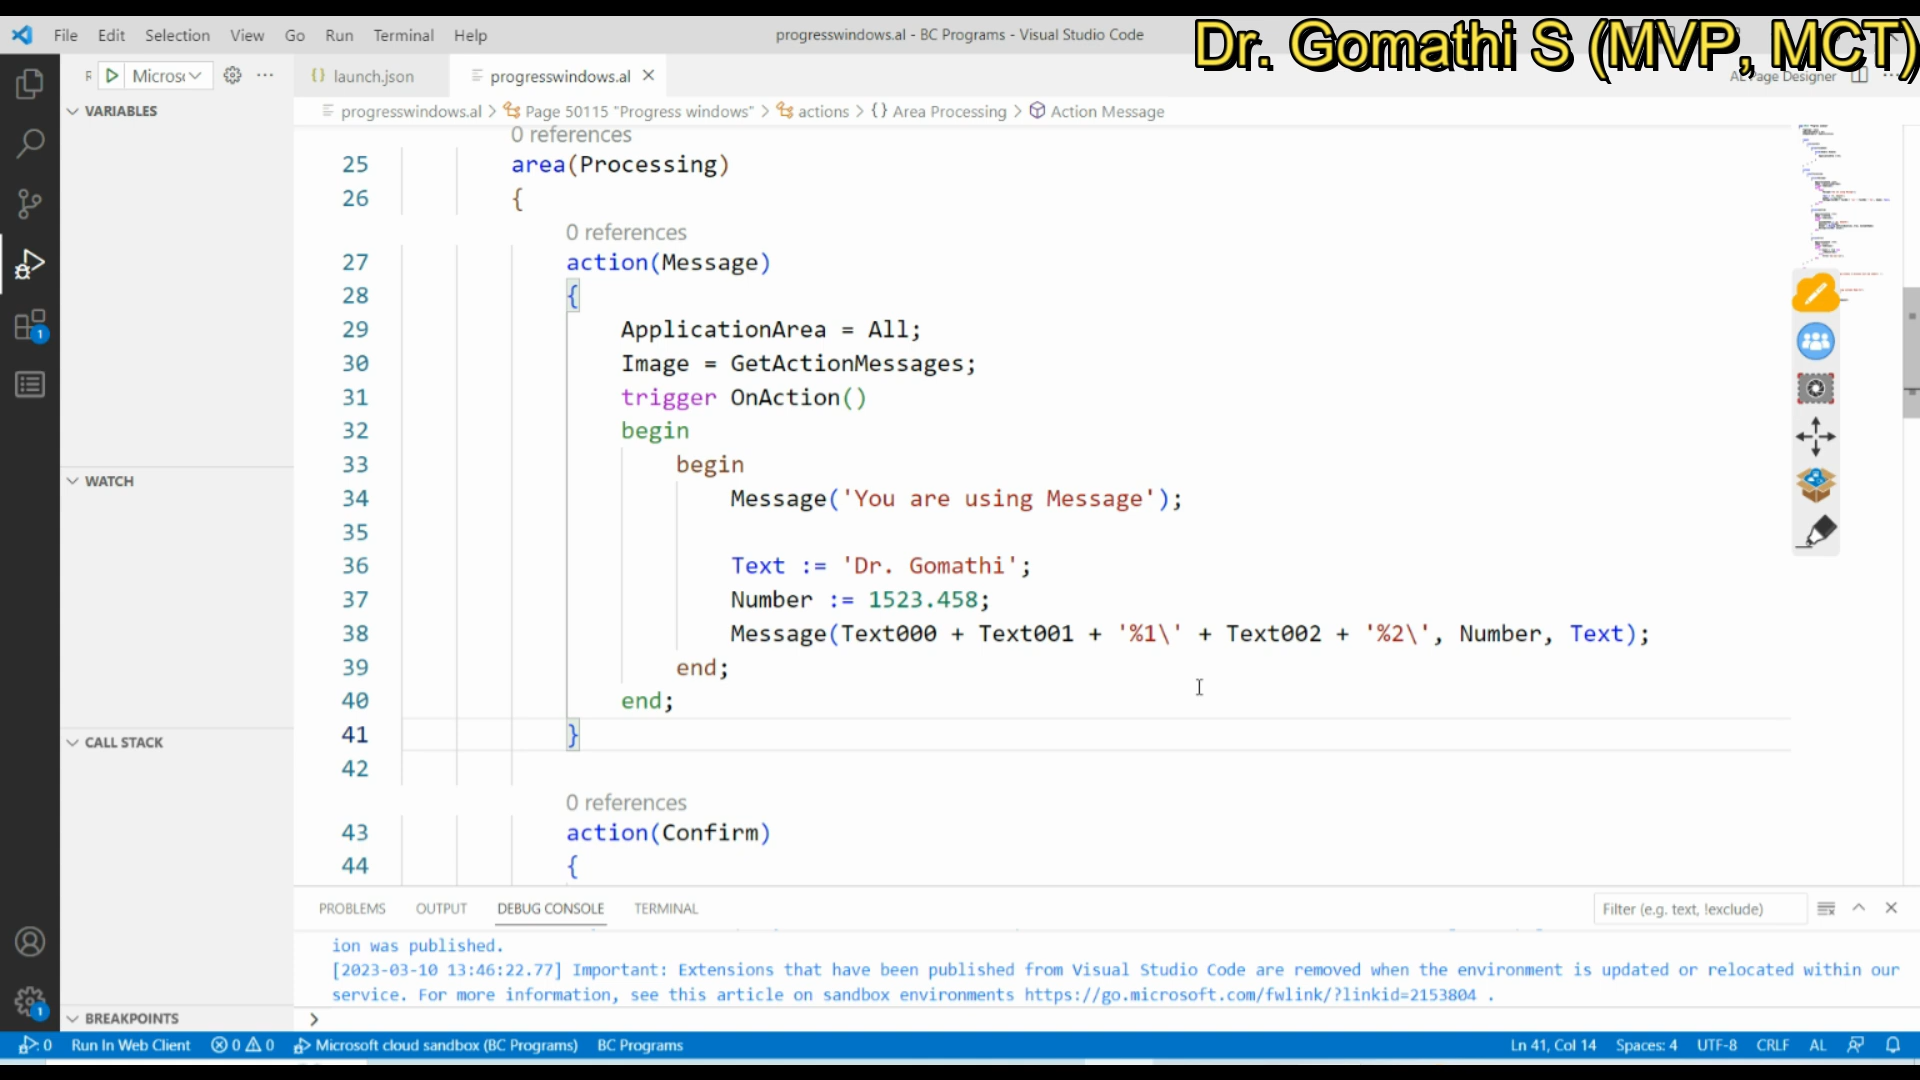 File Edit Selection View Go Run Terminal Help
progresswindows.al - BC Programs - Visual Studio Code
Dr. Gomathi S (MVP, MCT)
launch.json
progresswindows.al
AL Page Designer
VARIABLES
progresswindows.al > Page 50115 "Progress windows" > actions > {} Area Processing > Action Message
0 references
25 area(Processing)
26 {
0 references
27 action(Message)
28 {
29 ApplicationArea = All;
30 Image = GetActionMessages;
31 trigger OnAction()
32 begin
33 begin
34 Message('You are using Message');
35
36 Text := 'Dr. Gomathi';
37 Number := 1523.458;
38 Message(Text000 + Text001 + '%1\' + Text002 + '%2\', Number, Text);
39 end;
40 end;
41 }
42
0 references
43 action(Confirm)
44 {
WATCH
CALL STACK
BREAKPOINTS
PROBLEMS OUTPUT DEBUG CONSOLE TERMINAL
Filter (e.g. text, !exclude)
ion was published.
[2023-03-10 13:46:22.77] Important: Extensions that have been published from Visual Studio Code are removed when the environment is updated or relocated within our
service. For more information, see this article on sandbox environments https://go.microsoft.com/fwlink/?linkid=2153804 .
0 Run In Web Client 0 0 Microsoft cloud sandbox (BC Programs) BC Programs
Ln 41, Col 14 Spaces: 4 UTF-8 CRLF AL